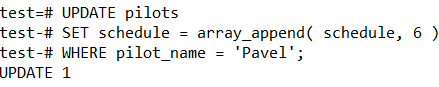 test=# UPDATE pilots
test-# SET schedule = array_append( schedule, 6 )
test-# WHERE pilot_name = 'Pavel';
UPDATE 1